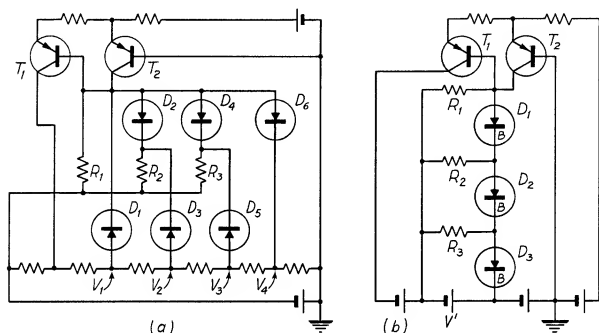 T₁ T₂
D₂ D₄ D₆
R₁ R₂ R₃
D₁ D₃ D₅
V₁ V₂ V₃ V₄
(a)
T₁ T₂
R₁ D₁
B
R₂ D₂
B
R₃ D₃
B
V'
(b)